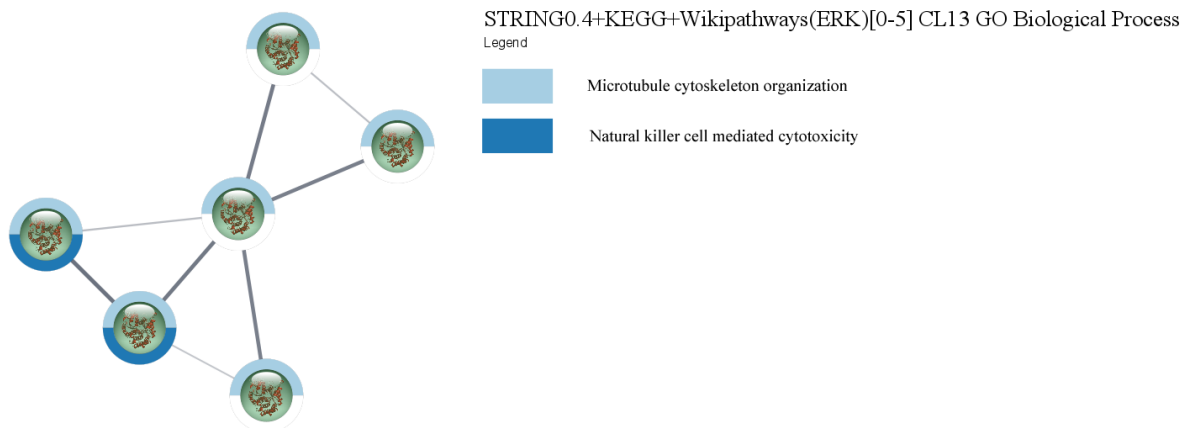 STRING0.4+KEGG+Wikipathways(ERK)[0-5] CL13 GO Biological Process
Legend
Microtubule cytoskeleton organization
Natural killer cell mediated cytotoxicity